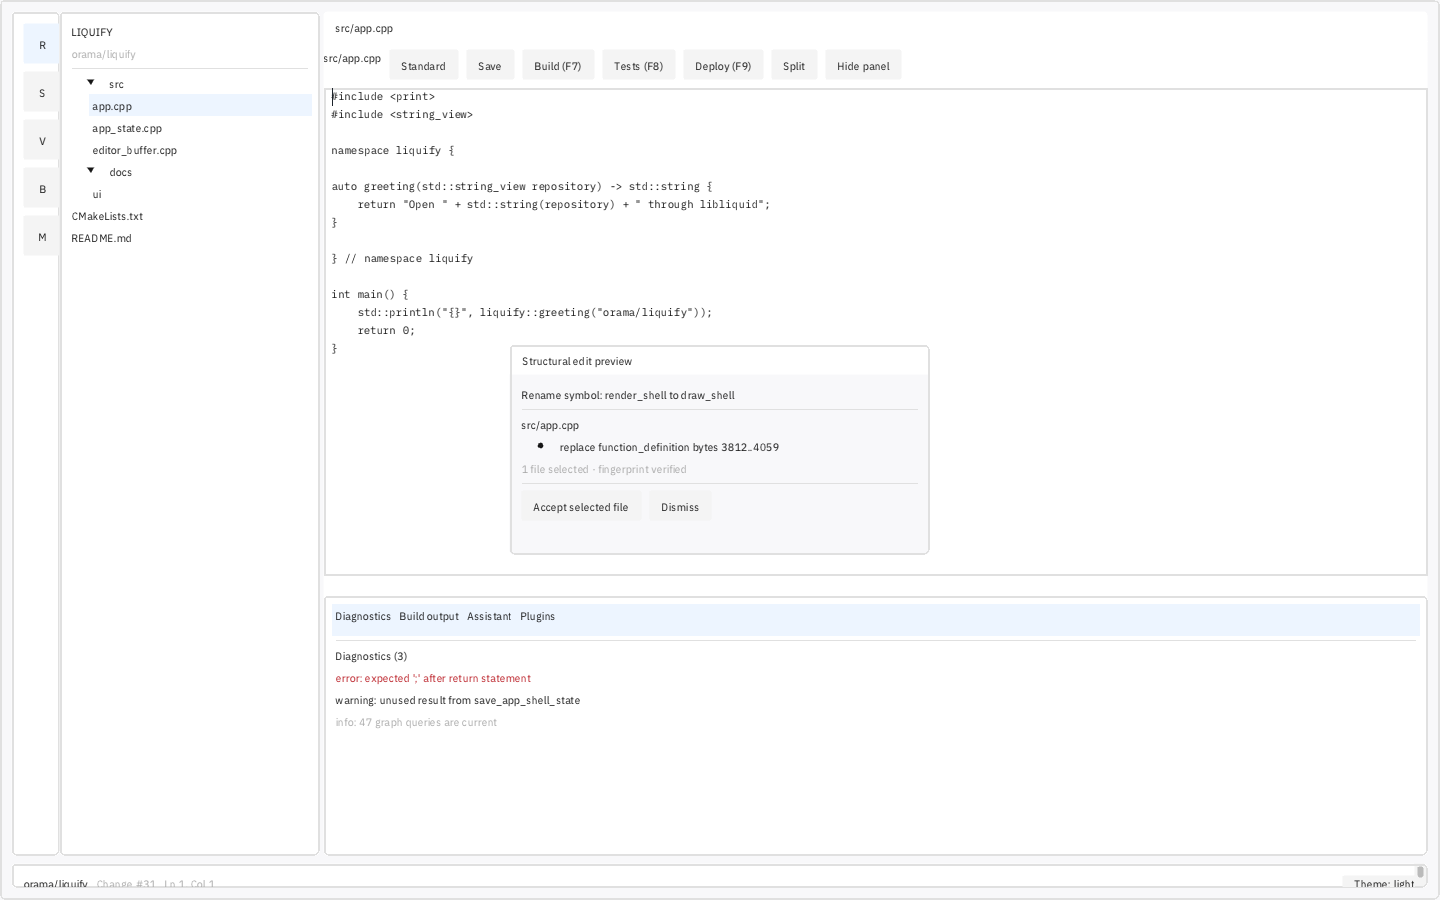 R
S
V
B
M
LIQUIFY
orama/liquify
src
app.cpp
app_state.cpp
editor_buffer.cpp
docs
ui
CMakeLists.txt
README.md
src/app.cpp
src/app.cpp Standard Save Build (F7) Tests (F8) Deploy (F9) Split Hide panel
#include <print>
#include <string_view>
namespace liquify {
auto greeting(std::string_view repository) -> std::string {
    return "Open " + std::string(repository) + " through libliquid";
}
} // namespace liquify
int main() {
    std::println("{}", liquify::greeting("orama/liquify"));
    return 0;
}
Structural edit preview
Rename symbol: render_shell to draw_shell
src/app.cpp
replace function_definition bytes 3812..4059
1 file selected · fingerprint verified
Accept selected file Dismiss
Diagnostics Build output Assistant Plugins
Diagnostics (3)
error: expected ';' after return statement
warning: unused result from save_app_shell_state
info: 47 graph queries are current
orama/liquify Change #31 Ln 1, Col 1 Theme: light